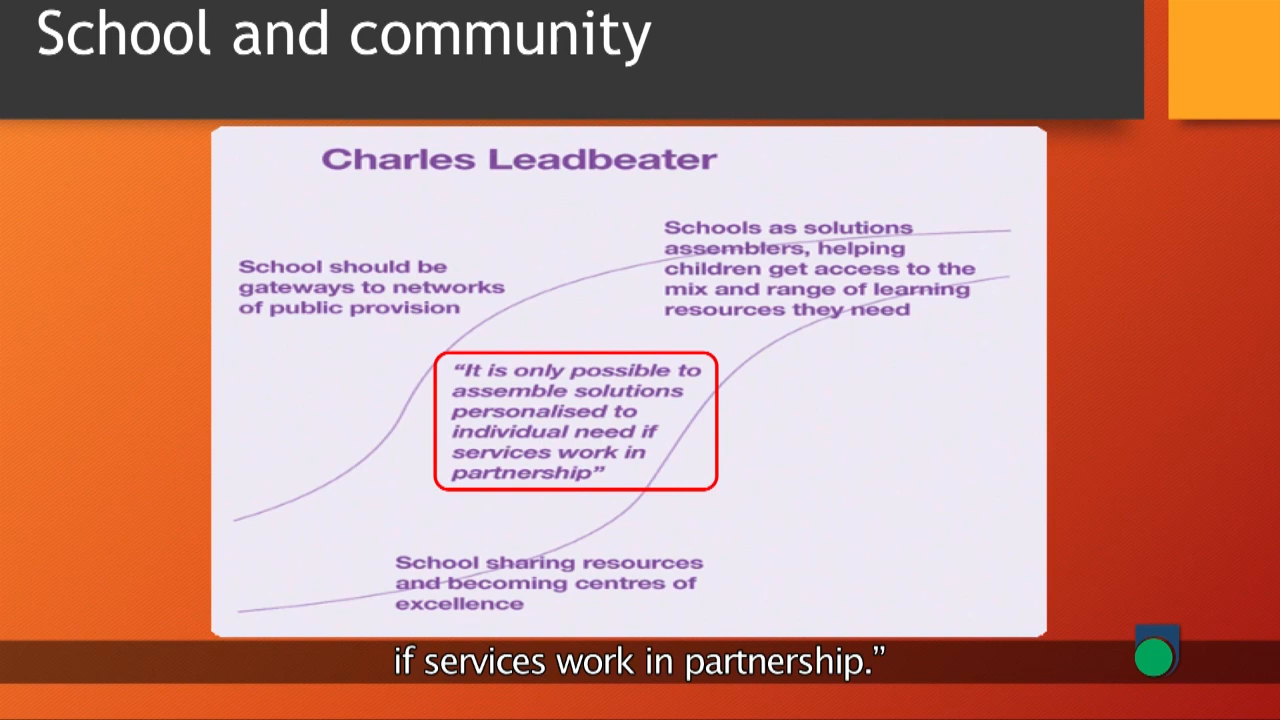 School and community
Charles Leadbeater
School should be
gateways to networks
of public provision
Schools as solutions
assemblers, helping
children get access to the
mix and range of learning
resources they need
“It is only possible to
assemble solutions
personalised to
individual need if
services work in
partnership”
School sharing resources
and becoming centres of
excellence
if services work in partnership.”